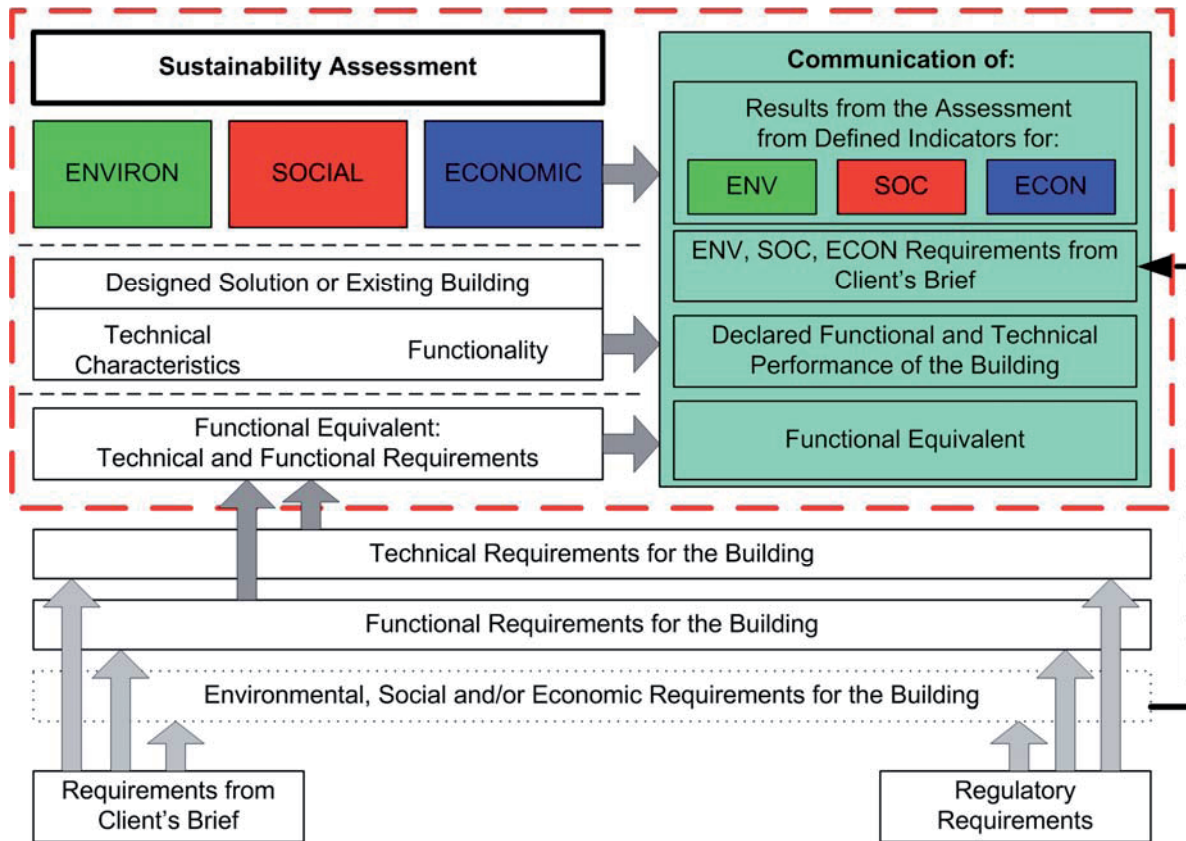 Sustainability Assessment
ENVIRON
SOCIAL
ECONOMIC
Designed Solution or Existing Building
Technical
Characteristics
Functionality
Functional Equivalent:
Technical and Functional Requirements
Communication of:
Results from the Assessment
from Defined Indicators for:
ENV
SOC
ECON
ENV, SOC, ECON Requirements from
Client's Brief
Declared Functional and Technical
Performance of the Building
Functional Equivalent
Technical Requirements for the Building
Functional Requirements for the Building
Environmental, Social and/or Economic Requirements for the Building
Requirements from
Client's Brief
Regulatory
Requirements